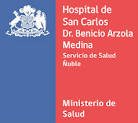 Hospital de
San Carlos
Dr. Benicio Arzola
Medina
Servicio de Salud
Ñuble
Ministerio de
Salud